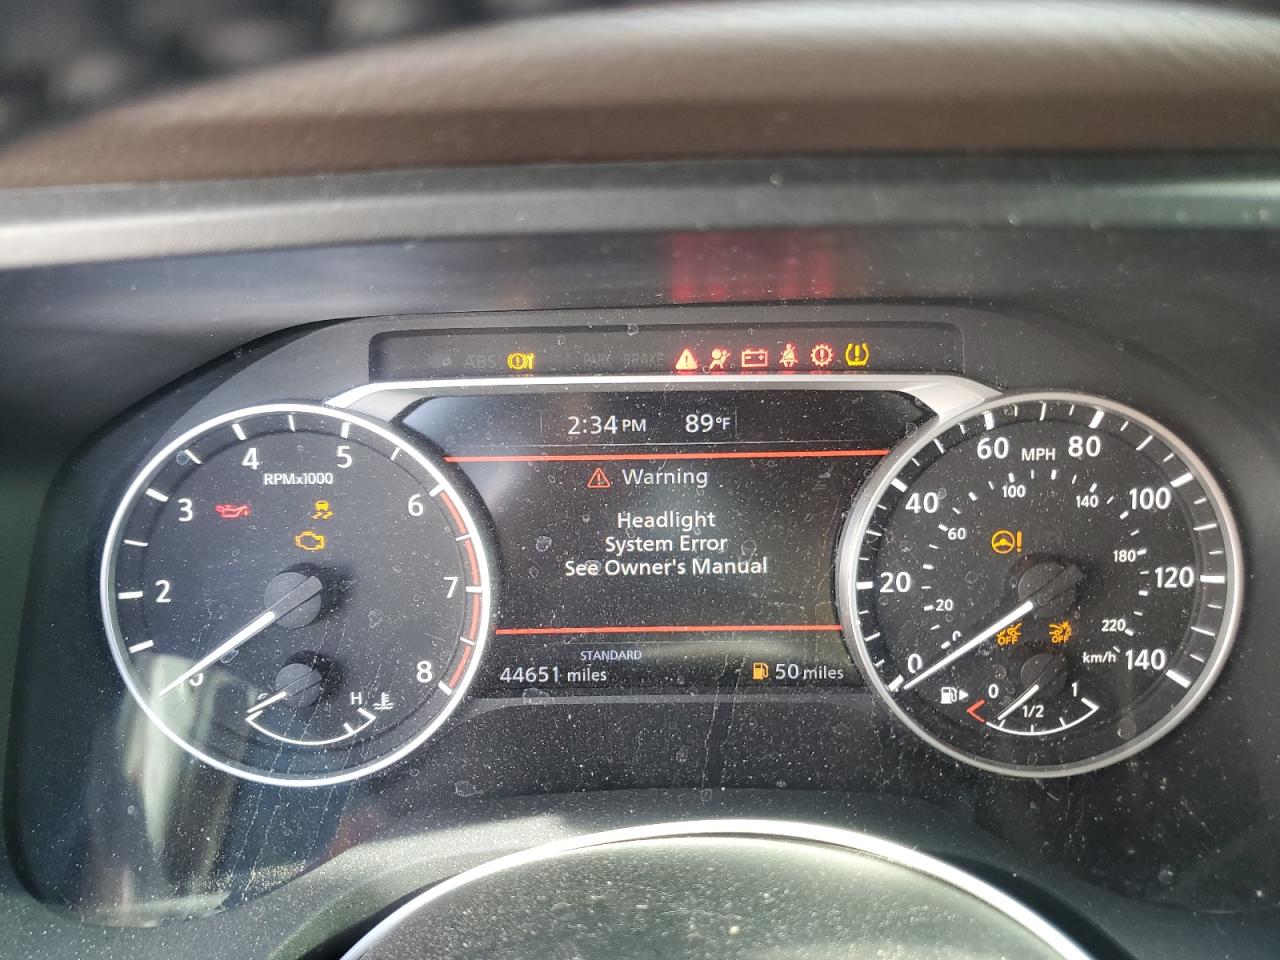 ABS
PARK BRAKE
2:34 PM 89°F
Warning
Headlight
System Error
See Owner's Manual
STANDARD
44651 miles 50 miles
RPMx1000
0 2 3 4 5 6 7 8
H
MPH
0 20 40 60 80 100 120 140
km/h
0 20 60 100 140 180 220
OFF OFF
0 1/2 1